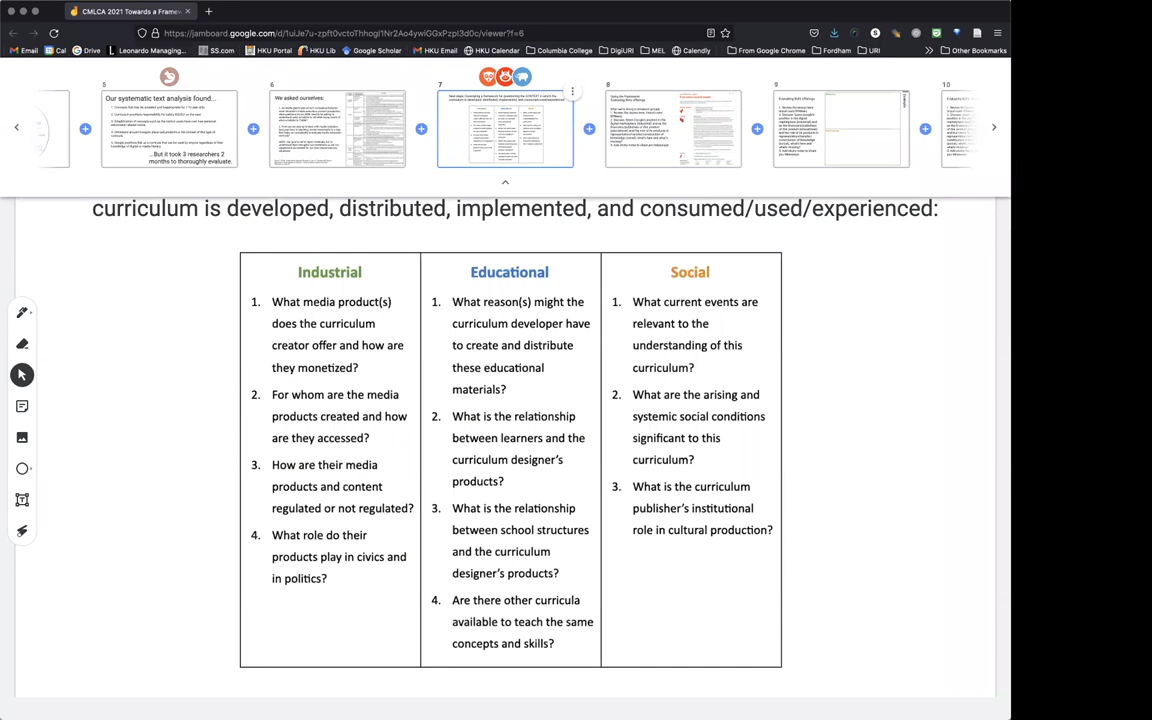 CMLCA 2021 Towards a Framew
https://jamboard.google.com/d/1uiJe7u-zpft0vctoThhogI1Nr2Ao4ywiGGxPzpI3d0c/viewer?f=6
Email Cal Drive Leonardo Managing... SS.com HKU Portal HKU Lib Google Scholar HKU Email HKU Calendar Columbia College DigiURI MEL Calendly From Google Chrome Fordham URI Other Bookmarks
5 6 7 8 9 10
Our systematic text analysis found...
...But it took 3 researchers 2
months to thoroughly evaluate.
We asked ourselves:
curriculum is developed, distributed, implemented, and consumed/used/experienced:
Industrial
1. What media product(s)
does the curriculum
creator offer and how are
they monetized?
2. For whom are the media
products created and how
are they accessed?
3. How are their media
products and content
regulated or not regulated?
4. What role do their
products play in civics and
in politics?
Educational
1. What reason(s) might the
curriculum developer have
to create and distribute
these educational
materials?
2. What is the relationship
between learners and the
curriculum designer's
products?
3. What is the relationship
between school structures
and the curriculum
designer's products?
4. Are there other curricula
available to teach the same
concepts and skills?
Social
1. What current events are
relevant to the
understanding of this
curriculum?
2. What are the arising and
systemic social conditions
significant to this
curriculum?
3. What is the curriculum
publisher's institutional
role in cultural production?